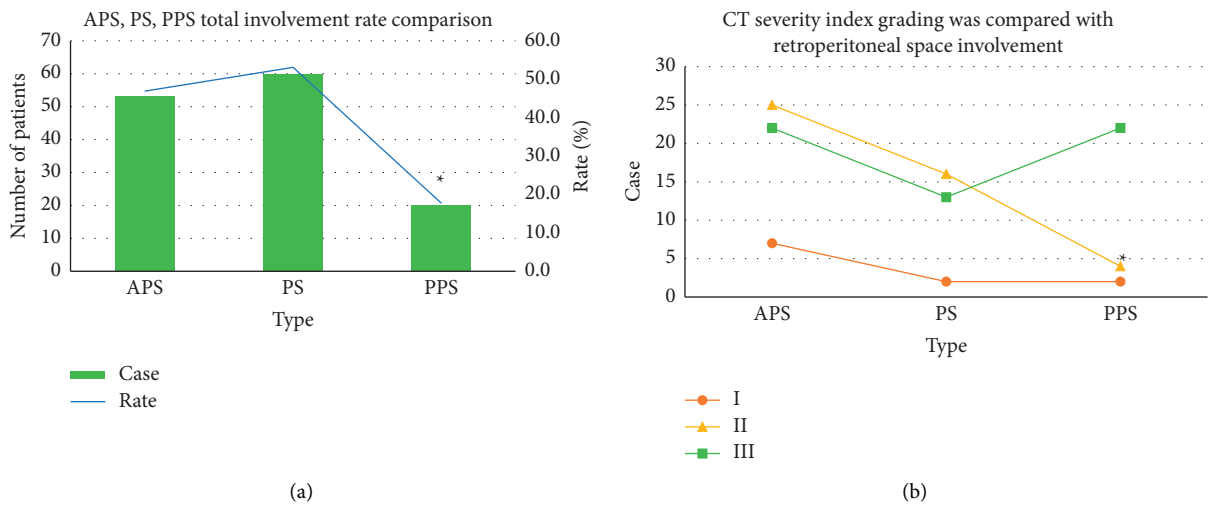 APS, PS, PPS total involvement rate comparison
70
60
50
40
30
20
10
0
Number of patients
60.0
50.0
40.0
30.0
20.0
10.0
0.0
Rate (%)
*
APS PS PPS
Type
Case
Rate
(a)
CT severity index grading was compared with
retroperitoneal space involvement
30
25
20
15
10
5
0
Case
*
APS PS PPS
Type
I
II
III
(b)